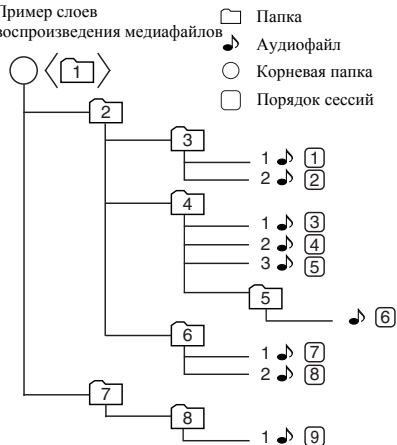 Пример слоев
воспроизведения медиафайлов
Папка
Аудиофайл
Корневая папка
Порядок сессий
1
2
3
1 1
2 2
4
1 3
2 4
3 5
5
6
6
1 7
2 8
7
8
1 9